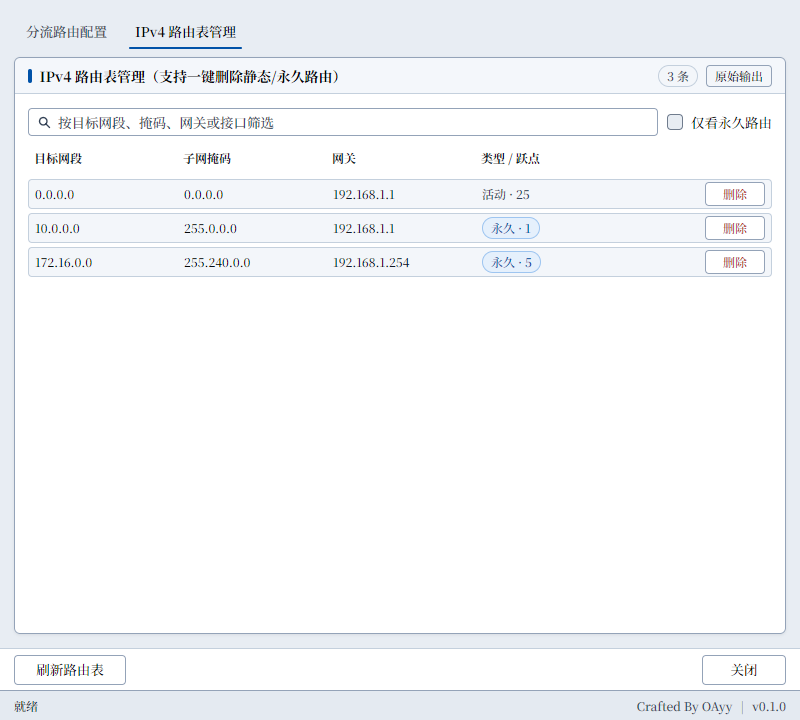 分流路由配置 IPv4 路由表管理
IPv4 路由表管理（支持一键删除静态/永久路由） 3 条 原始输出
按目标网段、掩码、网关或接口筛选 仅看永久路由
目标网段 子网掩码 网关 类型 / 跃点
0.0.0.0 0.0.0.0 192.168.1.1 活动 · 25 删除
10.0.0.0 255.0.0.0 192.168.1.1 永久 · 1 删除
172.16.0.0 255.240.0.0 192.168.1.254 永久 · 5 删除
刷新路由表 关闭
就绪 Crafted By OAyy | v0.1.0